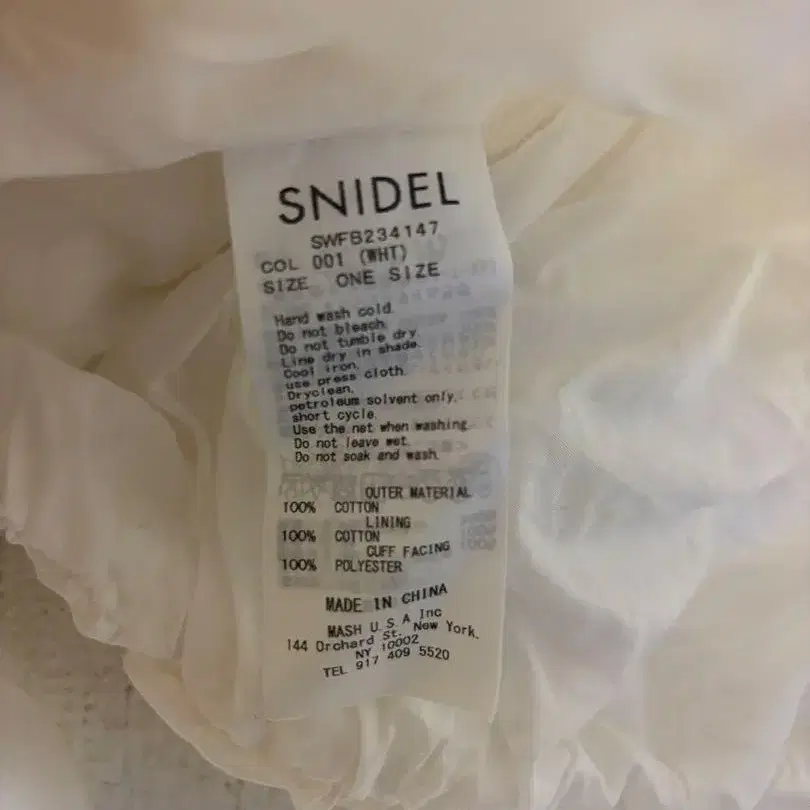 SNIDEL
SWFB234147
COL 001 (WHT)
SIZE ONE SIZE
Hand wash cold.
Do not bleach.
Do not tumble dry.
Line dry in shade.
Cool iron.
use press cloth.
Dryclean.
petroleum solvent only.
short cycle.
Use the net when washing.
Do not leave wet.
Do not soak and wash.
OUTER MATERIAL
100% COTTON
LINING
100% COTTON
CUFF FACING
100% POLYESTER
MADE IN CHINA
MASH U.S.A Inc
144 Orchard St. New York,
NY 10002
TEL 917 409 5520